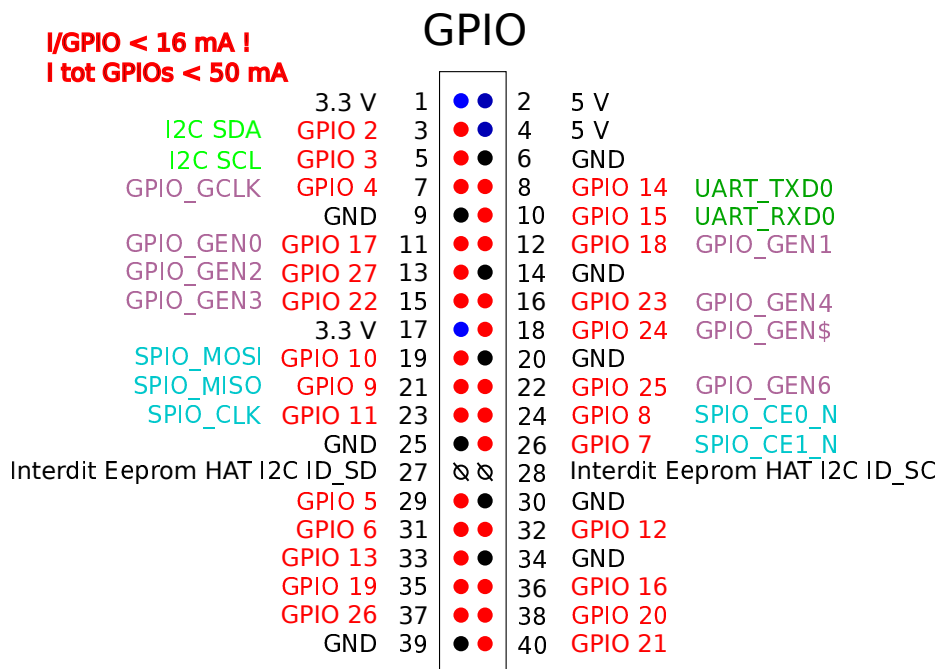 GPIO
I/GPIO < 16 mA !
I tot GPIOs < 50 mA
3.3 V 1 2 5 V
I2C SDA GPIO 2 3 4 5 V
I2C SCL GPIO 3 5 6 GND
GPIO_GCLK GPIO 4 7 8 GPIO 14 UART_TXD0
GND 9 10 GPIO 15 UART_RXD0
GPIO_GEN0 GPIO 17 11 12 GPIO 18 GPIO_GEN1
GPIO_GEN2 GPIO 27 13 14 GND
GPIO_GEN3 GPIO 22 15 16 GPIO 23 GPIO_GEN4
3.3 V 17 18 GPIO 24 GPIO_GEN$
SPIO_MOSI GPIO 10 19 20 GND
SPIO_MISO GPIO 9 21 22 GPIO 25 GPIO_GEN6
SPIO_CLK GPIO 11 23 24 GPIO 8 SPIO_CE0_N
GND 25 26 GPIO 7 SPIO_CE1_N
Interdit Eeprom HAT I2C ID_SD 27 28 Interdit Eeprom HAT I2C ID_SC
GPIO 5 29 30 GND
GPIO 6 31 32 GPIO 12
GPIO 13 33 34 GND
GPIO 19 35 36 GPIO 16
GPIO 26 37 38 GPIO 20
GND 39 40 GPIO 21